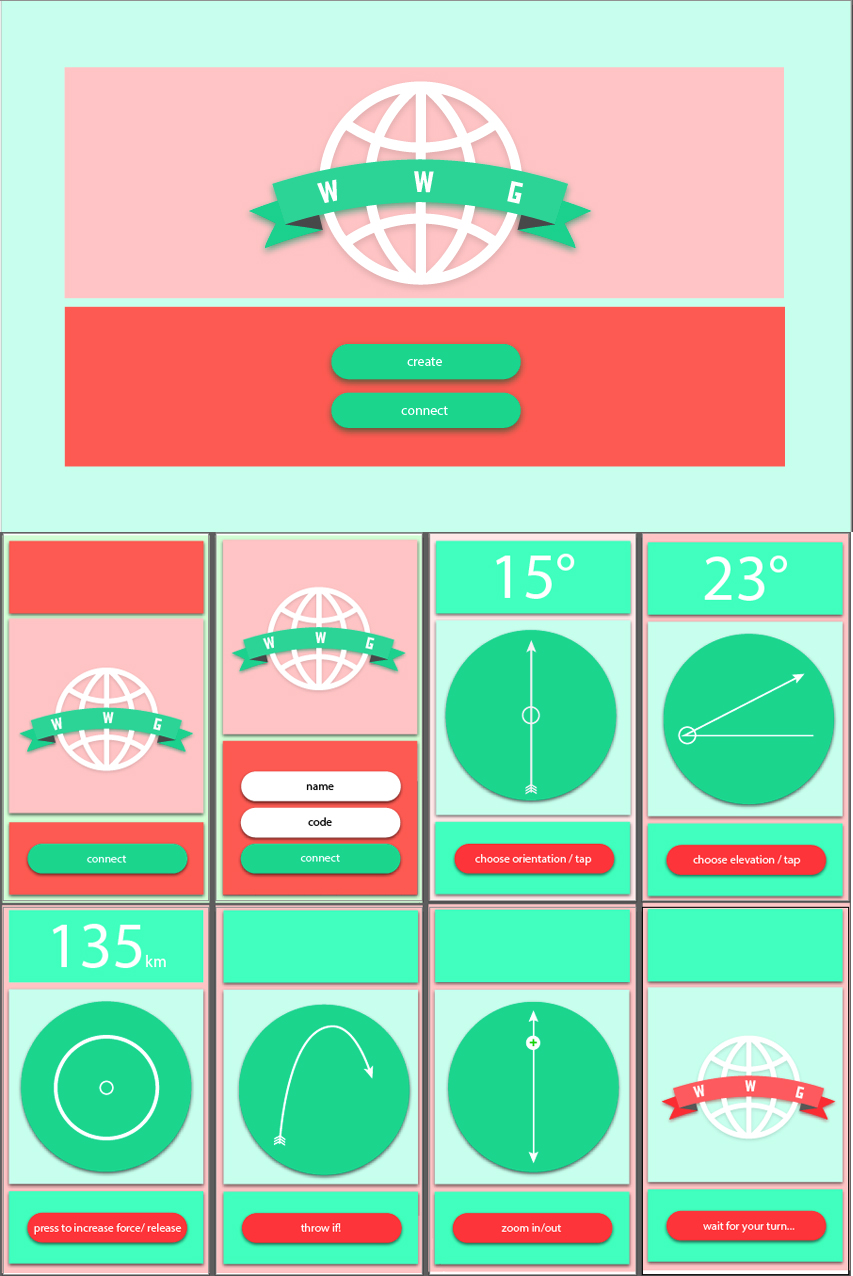 W W G
create
connect
W W G
connect
W W G
name
code
connect
15°
choose orientation / tap
23°
choose elevation / tap
135km
press to increase force/ release
throw if!
zoom in/out
W W G
wait for your turn...